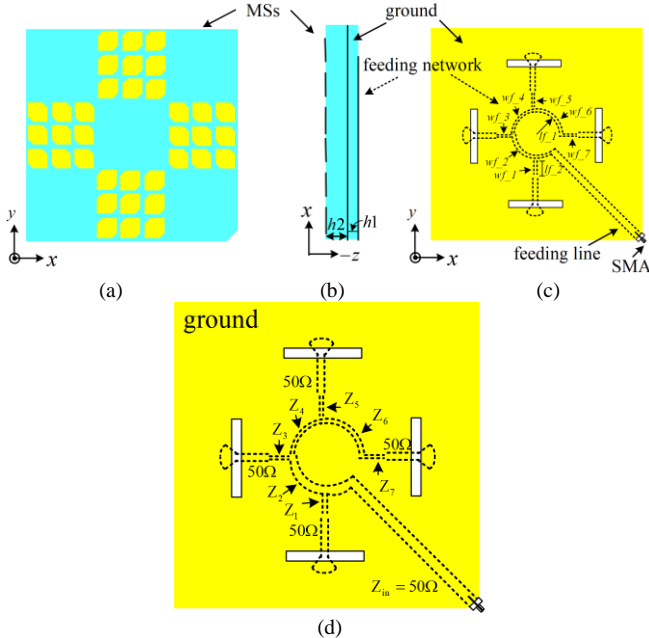 MSs
ground
feeding network
h2
h1
y
x
x
-z
wf_4
wf_5
wf_3
wf_6
lf_1
wf_2
wf_7
wf_1
lf_2
y
x
feeding line
SMA
(a)
(b)
(c)
ground
50Ω
Z5
Z4
Z6
Z3
50Ω
50Ω
Z2
Z7
Z1
50Ω
Zin = 50Ω
(d)